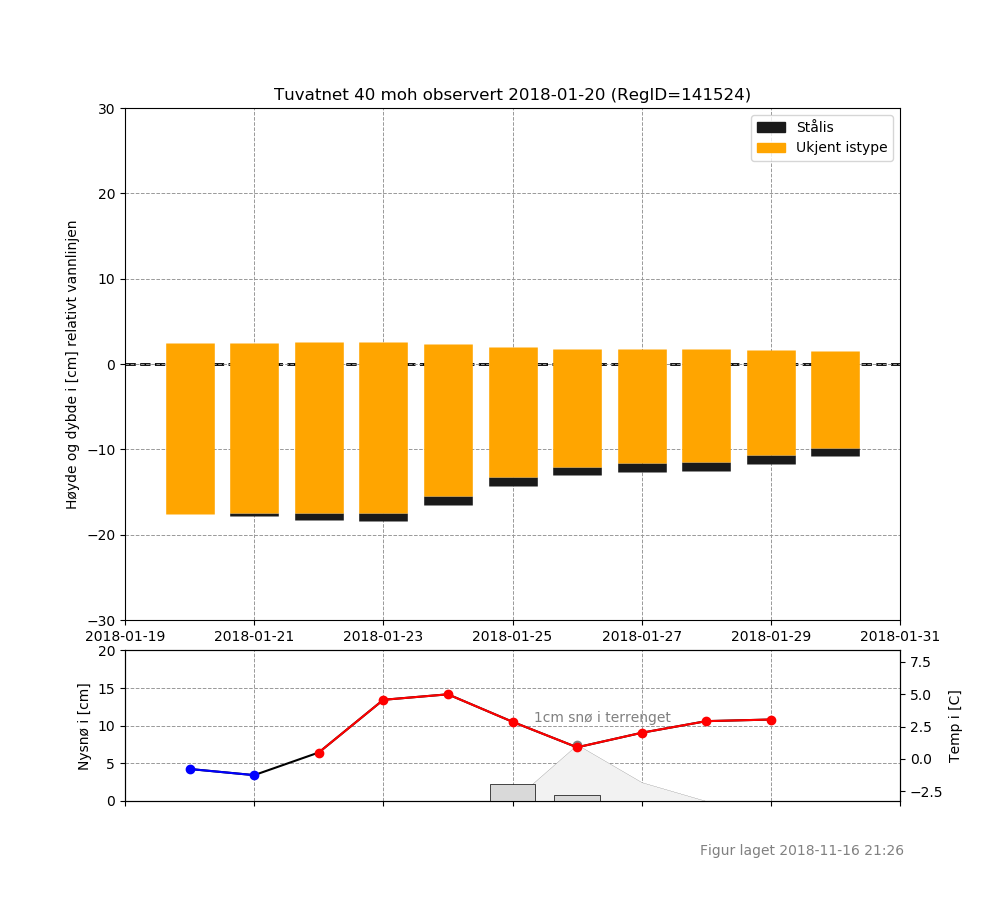 Tuvatnet 40 moh observert 2018-01-20 (RegID=141524)
Høyde og dybde i [cm] relativt vannlinjen
30
20
10
0
−10
−20
−30
Stålis
Ukjent istype
2018-01-19 2018-01-21 2018-01-23 2018-01-25 2018-01-27 2018-01-29 2018-01-31
Nysnø i [cm]
20
15
10
5
0
1cm snø i terrenget
7.5
5.0
2.5
0.0
−2.5
Temp i [C]
Figur laget 2018-11-16 21:26